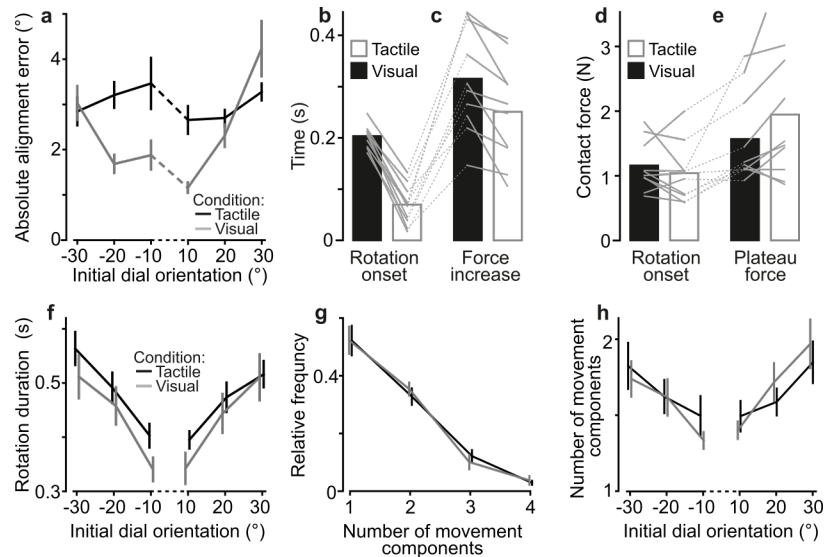 a
Absolute alignment error (°)
4
2
0
Condition:
Tactile
Visual
-30 -20 -10 10 20 30
Initial dial orientation (°)
b
c
Time (s)
0.4
0.2
0
Tactile
Visual
Rotation onset
Force increase
d
e
Contact force (N)
3
2
1
0
Tactile
Visual
Rotation onset
Plateau force
f
Rotation duration (s)
0.5
0.3
Condition:
Tactile
Visual
-30 -20 -10 10 20 30
Initial dial orientation (°)
g
Relative frequncy
0.4
0
1 2 3 4
Number of movement
components
h
Number of movement
components
2
1
-30 -20 -10 10 20 30
Initial dial orientation (°)